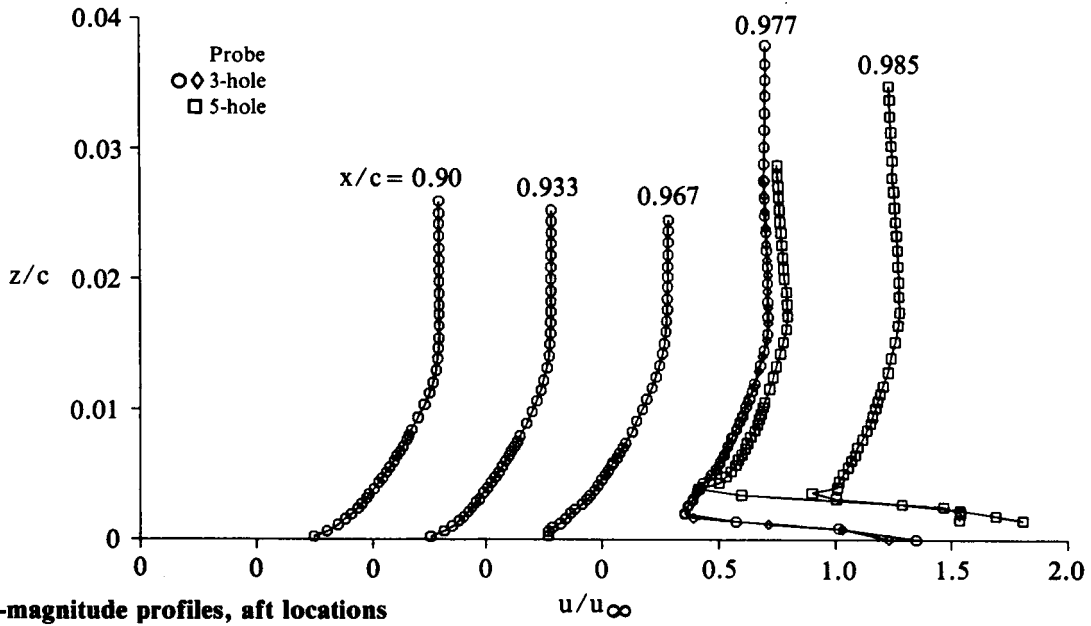 0.04
0.977
Probe
○◇ 3-hole
□ 5-hole
0.985
0.03
x/c = 0.90
0.933
0.967
z/c
0.02
0.01
0
0 0 0 0 0 0.5 1.0 1.5 2.0
u/u∞
-magnitude profiles, aft locations